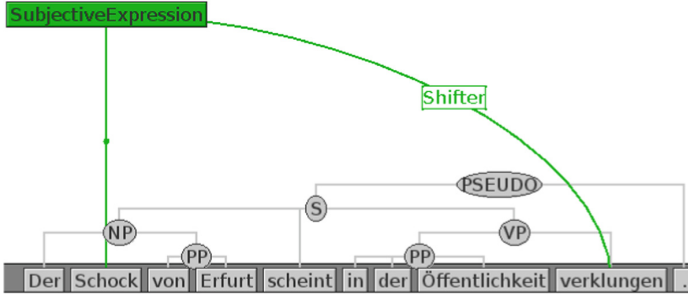 SubjectiveExpression
Shifter
PSEUDO
S
NP VP
PP PP
Der Schock von Erfurt scheint in der Öffentlichkeit verklungen .